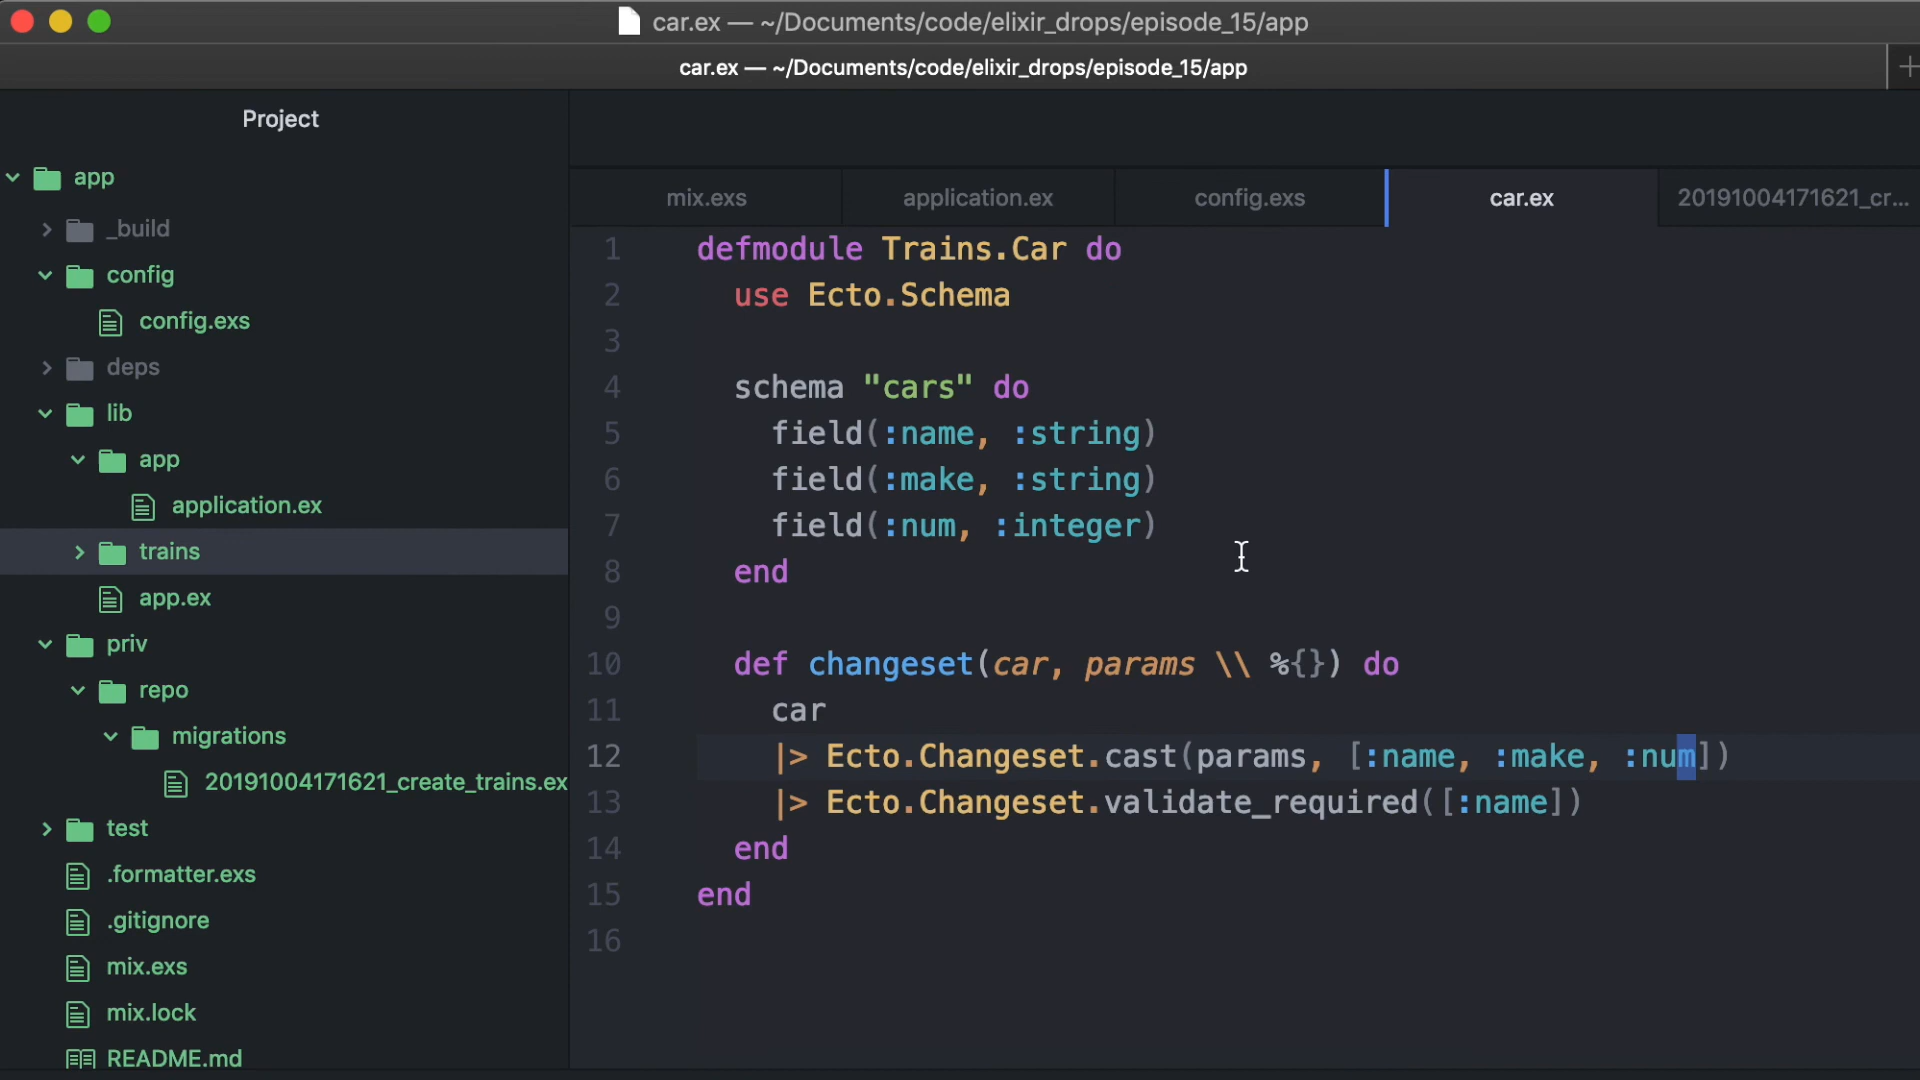 car.ex — ~/Documents/code/elixir_drops/episode_15/app
car.ex — ~/Documents/code/elixir_drops/episode_15/app
+
Project
app
_build
config
config.exs
deps
lib
app
application.ex
trains
app.ex
priv
repo
migrations
20191004171621_create_trains.ex
test
.formatter.exs
.gitignore
mix.exs
mix.lock
README.md
mix.exs
application.ex
config.exs
car.ex
20191004171621_cr...
1 defmodule Trains.Car do
2   use Ecto.Schema
3
4   schema "cars" do
5     field(:name, :string)
6     field(:make, :string)
7     field(:num, :integer)
8   end
9
10   def changeset(car, params \\ %{}) do
11     car
12     |> Ecto.Changeset.cast(params, [:name, :make, :num])
13     |> Ecto.Changeset.validate_required([:name])
14   end
15 end
16